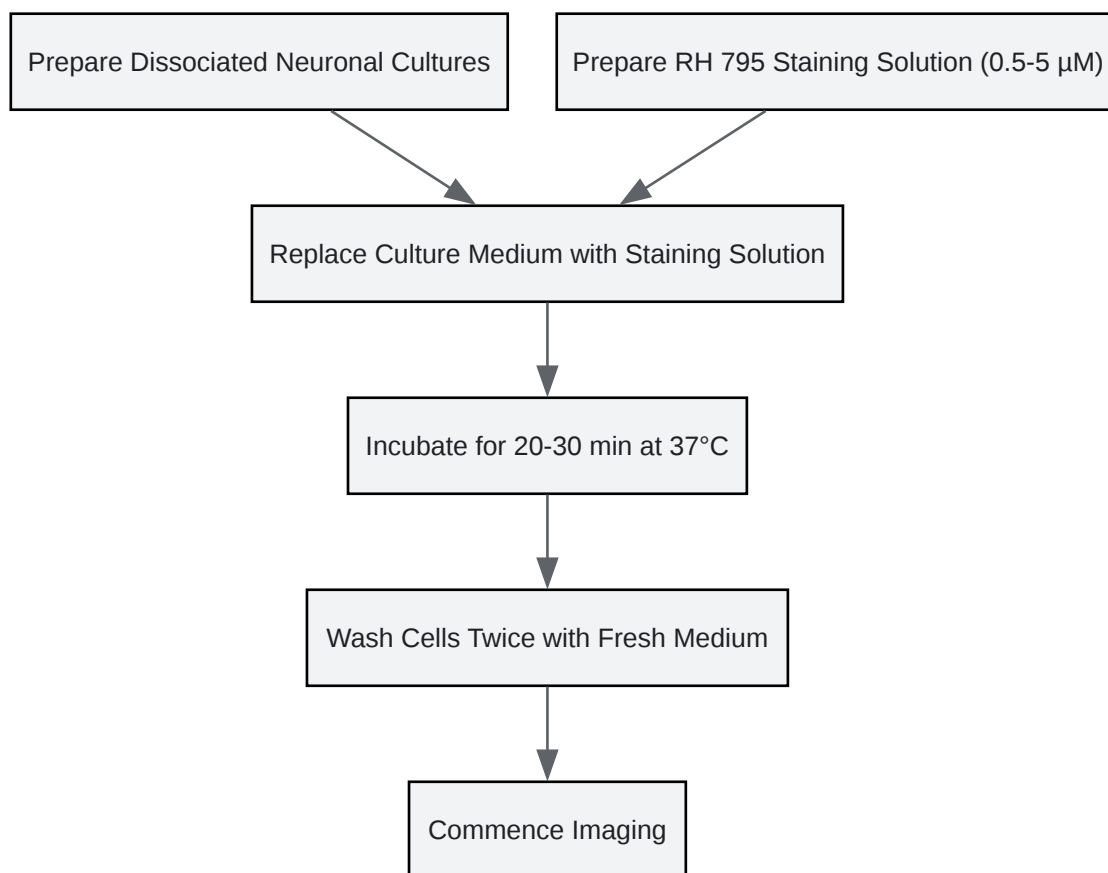 Prepare Dissociated Neuronal Cultures
Prepare RH 795 Staining Solution (0.5-5 µM)
Replace Culture Medium with Staining Solution
Incubate for 20-30 min at 37°C
Wash Cells Twice with Fresh Medium
Commence Imaging